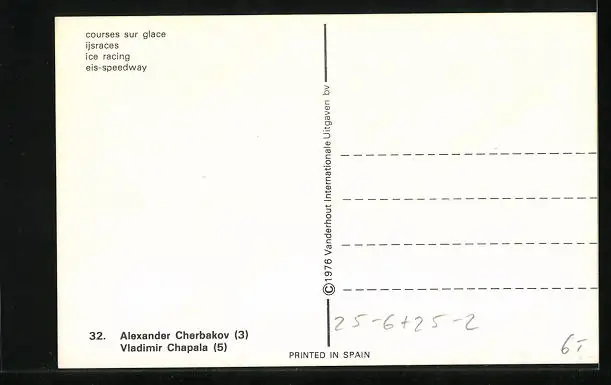 courses sur glace
ijsraces
ice racing
eis-speedway
32. Alexander Cherbakov (3)
Vladimir Chapala (5)
©1976 Vanderhout Internationale Uitgaven bv
PRINTED IN SPAIN
25-6+25-2
6,-